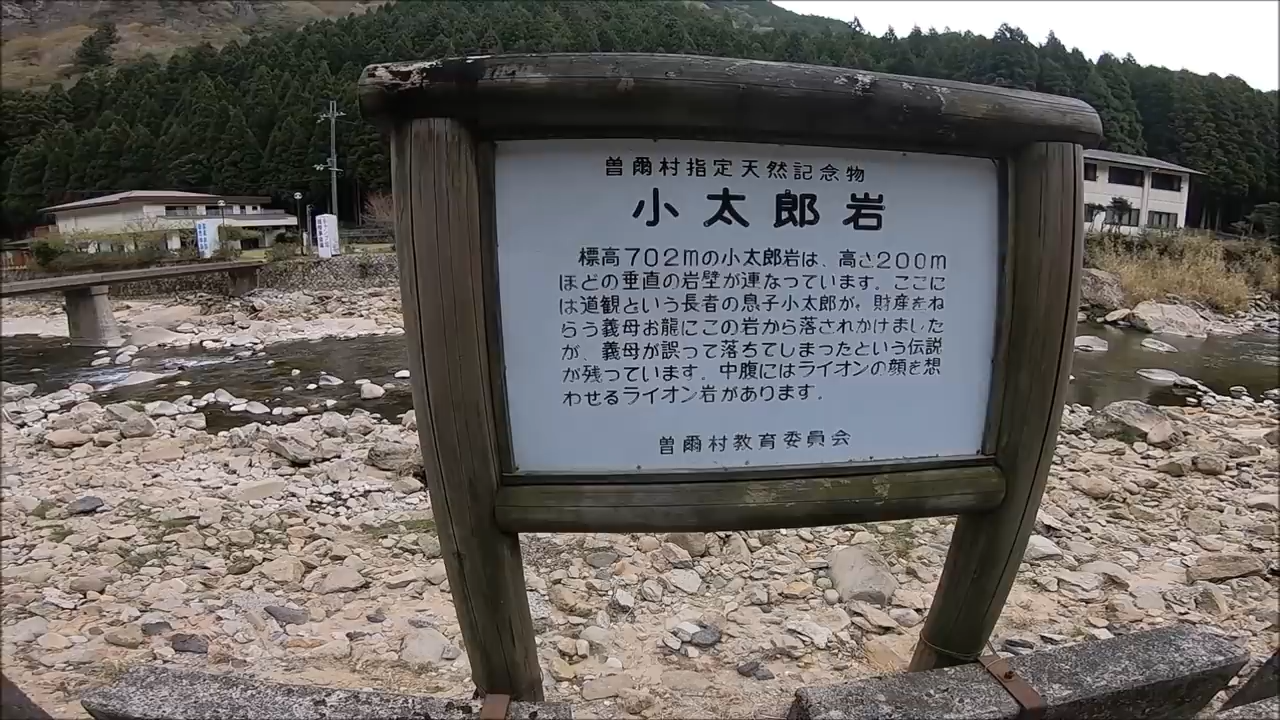 曽爾村指定天然記念物
小太郎岩
標高702mの小太郎岩は、高さ200m
ほどの垂直の岩壁が連なっています。ここに
は道観という長者の息子小太郎が、財産をね
らう義母お龍にこの岩から落されかけました
が、義母が誤って落ちてしまったという伝説
が残っています。中腹にはライオンの顔を想
わせるライオン岩があります。
曽爾村教育委員会